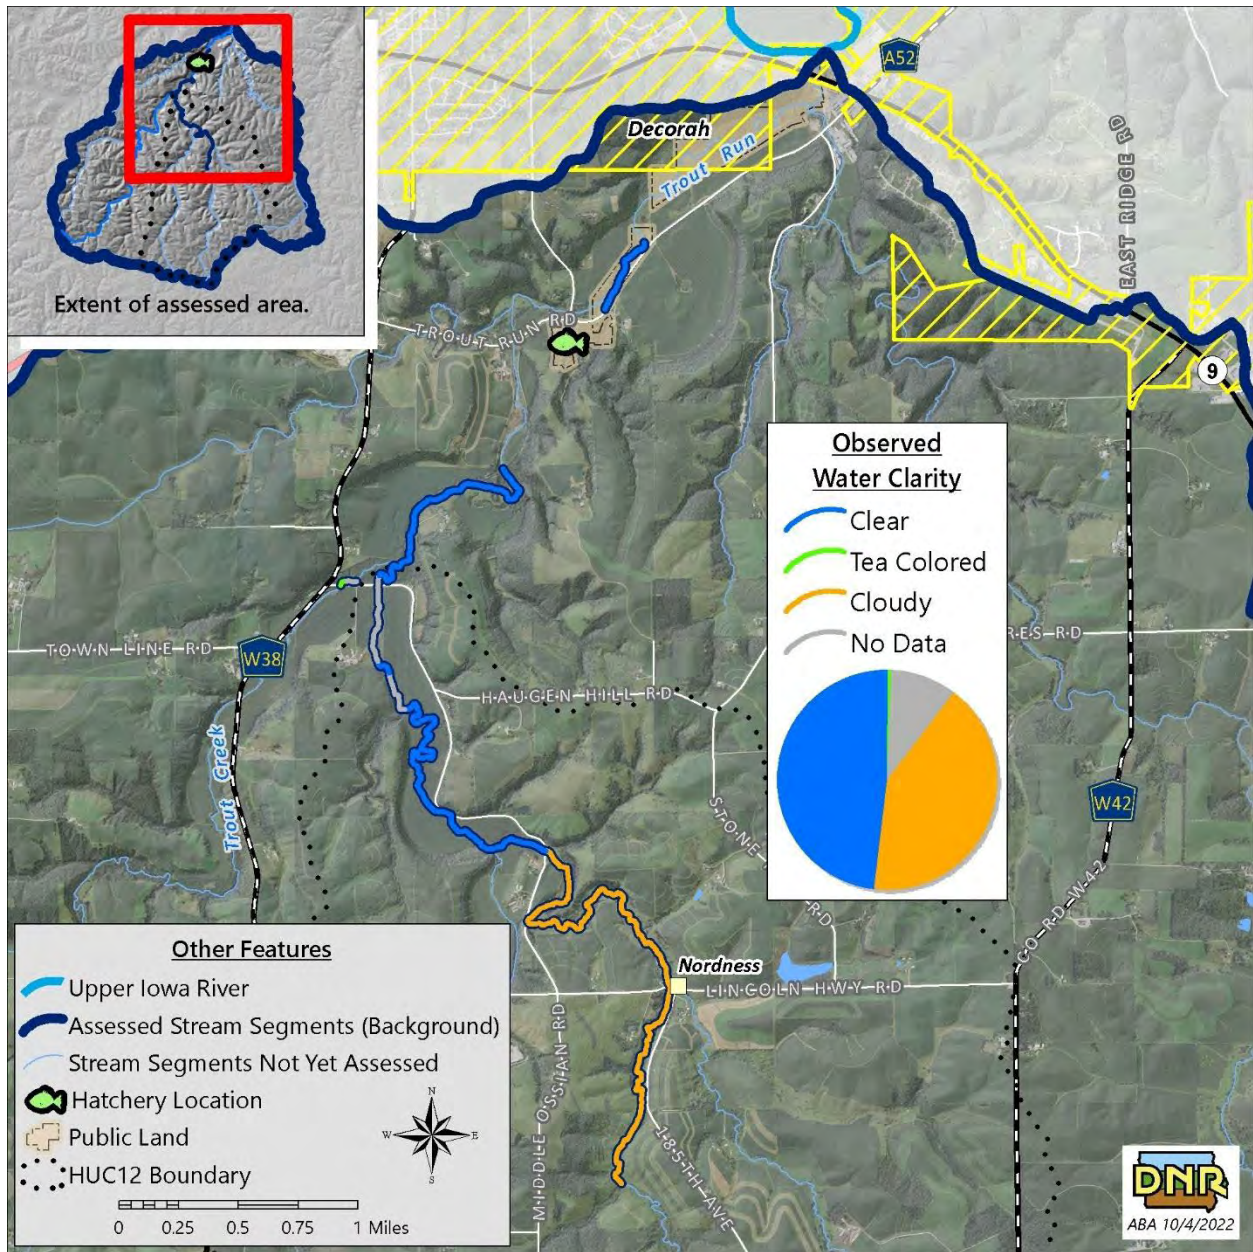 Extent of assessed area.
A52
Decorah
Trout Run
EAST RIDGE RD
TROUT RUN RD
9
Observed
Water Clarity
Clear
Tea Colored
Cloudy
No Data
TOWN LINE RD
W38
RES RD
HAUGEN HILL RD
Trout Creek
STONE
RD
W42
CO RD W-42
Nordness
LINCOLN HWY RD
MIDDLE OSSIAN RD
185TH AVE
Other Features
Upper Iowa River
Assessed Stream Segments (Background)
Stream Segments Not Yet Assessed
Hatchery Location
Public Land
HUC12 Boundary
N
W E
S
0 0.25 0.5 0.75 1 Miles
DNR
ABA 10/4/2022